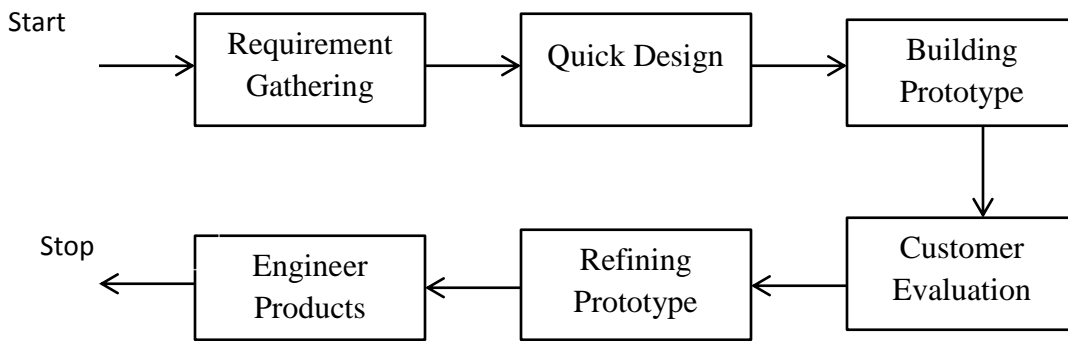 Start
Requirement
Gathering
Quick Design
Building
Prototype
Customer
Evaluation
Refining
Prototype
Engineer
Products
Stop